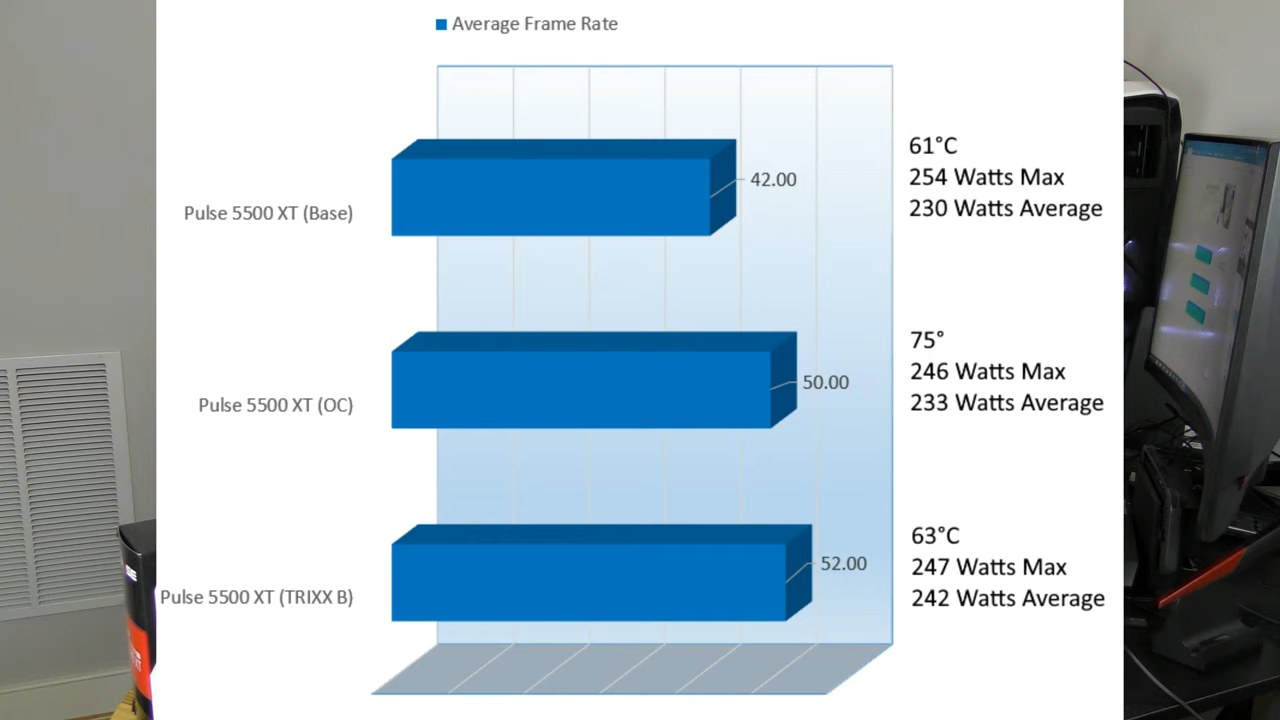 Average Frame Rate
Pulse 5500 XT (Base)
42.00
61°C
254 Watts Max
230 Watts Average
Pulse 5500 XT (OC)
50.00
75°
246 Watts Max
233 Watts Average
Pulse 5500 XT (TRIXX B)
52.00
63°C
247 Watts Max
242 Watts Average